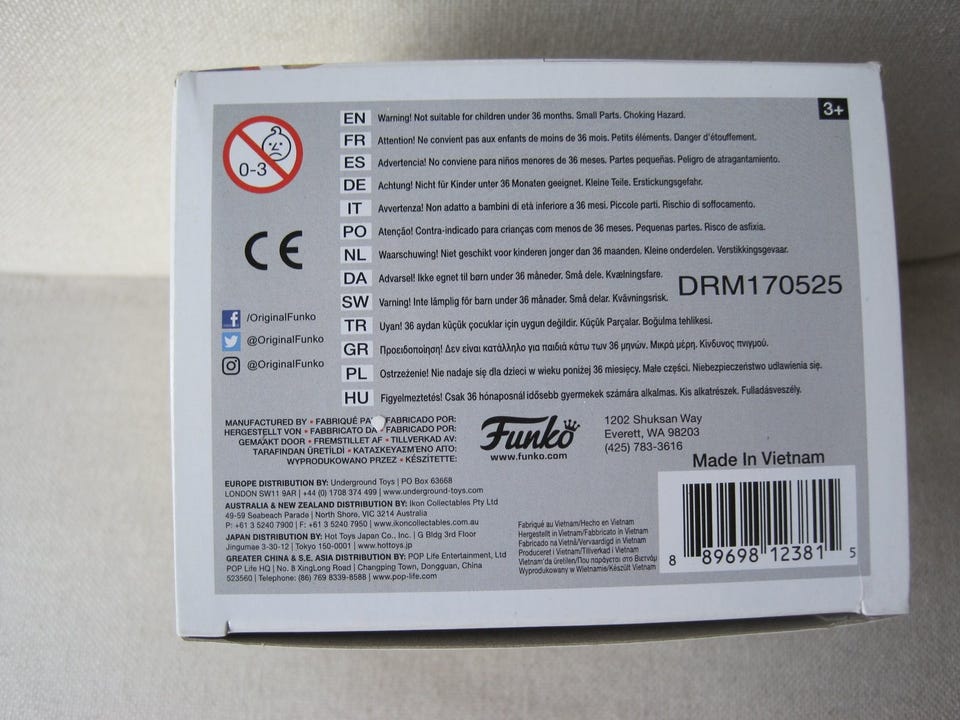 3+
0-3
EN Warning! Not suitable for children under 36 months. Small Parts. Choking Hazard.
FR Attention! Ne convient pas aux enfants de moins de 36 mois. Petits éléments. Danger d'étouffement.
ES Advertencia! No conviene para niños menores de 36 meses. Partes pequeñas. Peligro de atragantamiento.
DE Achtung! Nicht für Kinder unter 36 Monaten geeignet. Kleine Teile. Erstickungsgefahr.
IT Avvertenza! Non adatto a bambini di età inferiore a 36 mesi. Piccole parti. Rischio di soffocamento.
PO Atenção! Contra-indicado para crianças com menos de 36 meses. Pequenas partes. Risco de asfixia.
NL Waarschuwing! Niet geschikt voor kinderen jonger dan 36 maanden. Kleine onderdelen. Verstikkingsgevaar.
DA Advarsel! Ikke egnet til børn under 36 måneder. Små dele. Kvælningsfare.
SW Varning! Inte lämplig för barn under 36 månader. Små delar. Kvävningsrisk.
TR Uyarı! 36 aydan küçük çocuklar için uygun değildir. Küçük Parçalar. Boğulma tehlikesi.
GR Προειδοποίηση! Δεν είναι κατάλληλο για παιδιά κάτω των 36 μηνών. Μικρά μέρη. Κίνδυνος πνιγμού.
PL Ostrzeżenie! Nie nadaje się dla dzieci w wieku poniżej 36 miesięcy. Małe części. Niebezpieczeństwo udławienia się.
HU Figyelmeztetés! Csak 36 hónaposnál idősebb gyermekek számára alkalmas. Kis alkatrészek. Fulladásveszély.
CE
DRM170525
/OriginalFunko
@OriginalFunko
@OriginalFunko
MANUFACTURED BY • FABRIQUÉ PA FABRICADO POR:
HERGESTELLT VON • FABBRICATO DA • FABRICADO POR:
GEMAAKT DOOR • FREMSTILLET AF • TILLVERKAD AV:
TARAFINDAN ÜRETİLDİ • ΚΑΤΑΣΚΕΥΑΣΜΈΝΟ ΑΠΌ:
WYPRODUKOWANO PRZEZ • KÉSZÍTETTE:
Funko
www.funko.com
1202 Shuksan Way
Everett, WA 98203
(425) 783-3616
Made In Vietnam
EUROPE DISTRIBUTION BY: Underground Toys | PO Box 63668
LONDON SW11 9AR | +44 (0) 1708 374 499 | www.underground-toys.com
AUSTRALIA & NEW ZEALAND DISTRIBUTION BY: Ikon Collectables Pty Ltd
49-59 Seabeach Parade | North Shore, VIC 3214 Australia
P: +61 3 5240 7900 | F: +61 3 5240 7950 | www.ikoncollectables.com.au
JAPAN DISTRIBUTION BY: Hot Toys Japan Co., Inc. | G Bldg 3rd Floor
Jingumae 3-30-12 | Tokyo 150-0001 | www.hottoys.jp
GREATER CHINA & S.E. ASIA DISTRIBUTION BY: POP Life Entertainment, Ltd
POP Life HQ | No. 8 XingLong Road | Changping Town, Dongguan, China
523560 | Telephone: (86) 769 8339-8588 | www.pop-life.com
Fabriqué au Vietnam/Hecho en Vietnam
Hergestellt in Vietnam/Fabbricato in Vietnam
Fabricado na Vietnã/Vervaardigd in Vietnam
Produceret i Vietnam/Tillverkad i Vietnam
Vietnam'da üretilen/Που παράγεται στο Βιετνάμ
Wyprodukowany w Wietnamie/Készült Vietnam
8 89698 12381 5